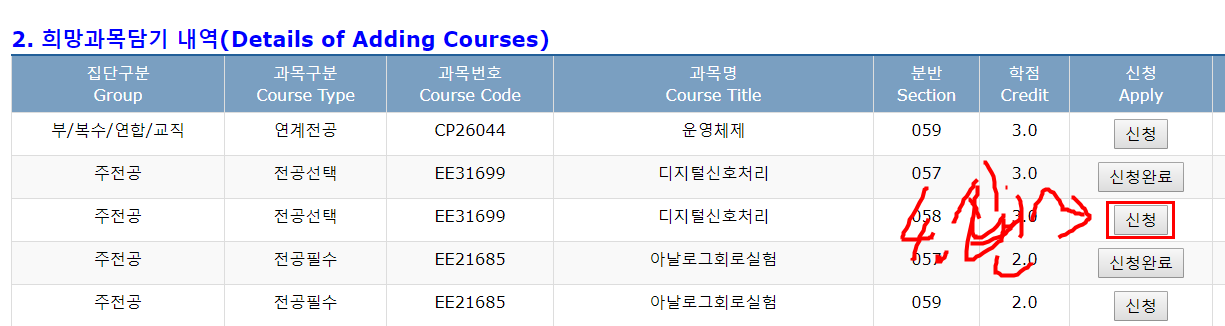 2. 희망과목담기 내역(Details of Adding Courses)
집단구분 과목구분 과목번호 과목명 분반 학점 신청
Group Course Type Course Code Course Title Section Credit Apply
부/복수/연합/교직 연계전공 CP26044 운영체제 059 3.0 신청
주전공 전공선택 EE31699 디지털신호처리 057 3.0 신청완료
주전공 전공선택 EE31699 디지털신호처리 058 3.0 신청
4.
주전공 전공필수 EE21685 아날로그회로실험 057 2.0 신청완료
주전공 전공필수 EE21685 아날로그회로실험 059 2.0 신청